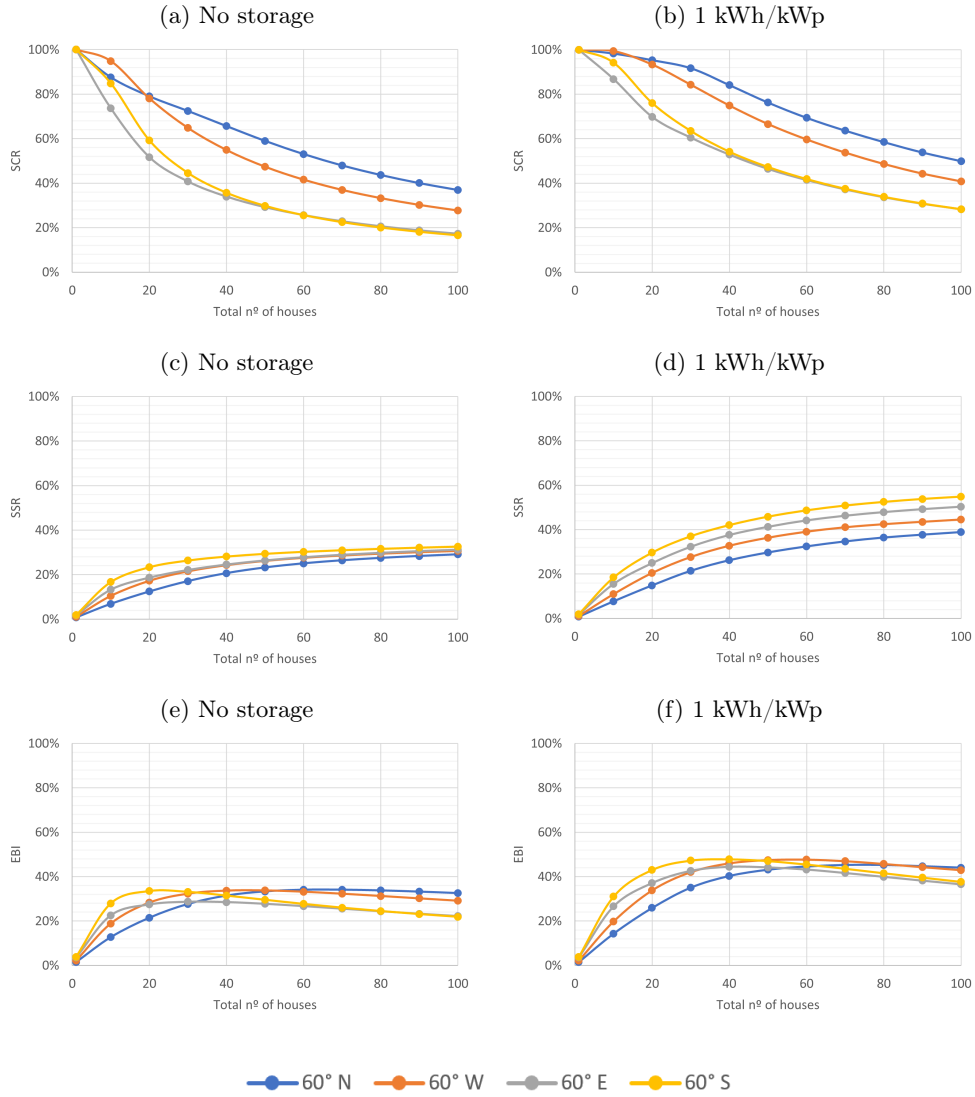 (a) No storage
(b) 1 kWh/kWp
100%
80%
60%
40%
20%
0%
SCR
0 20 40 60 80 100
Total nº of houses
100%
80%
60%
40%
20%
0%
SCR
0 20 40 60 80 100
Total nº of houses
(c) No storage
(d) 1 kWh/kWp
100%
80%
60%
40%
20%
0%
SSR
0 20 40 60 80 100
Total nº of houses
100%
80%
60%
40%
20%
0%
SSR
0 20 40 60 80 100
Total nº of houses
(e) No storage
(f) 1 kWh/kWp
100%
80%
60%
40%
20%
0%
EBI
0 20 40 60 80 100
Total nº of houses
100%
80%
60%
40%
20%
0%
EBI
0 20 40 60 80 100
Total nº of houses
60° N 60° W 60° E 60° S